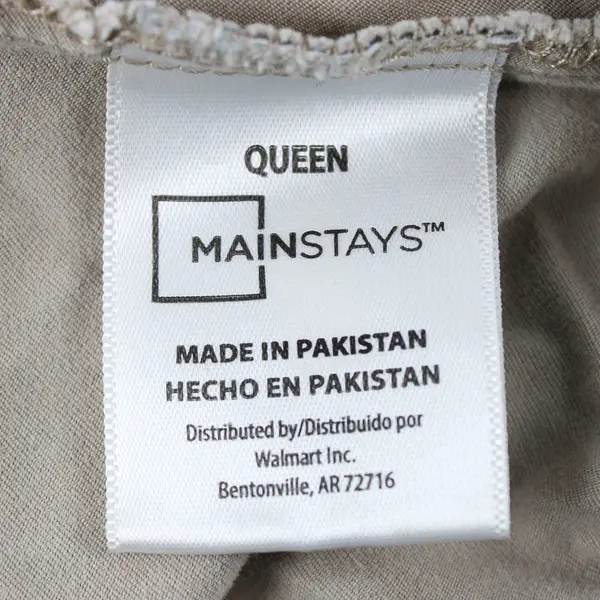 QUEEN
MAINSTAYS™
MADE IN PAKISTAN
HECHO EN PAKISTAN
Distributed by/Distribuido por
Walmart Inc.
Bentonville, AR 72716